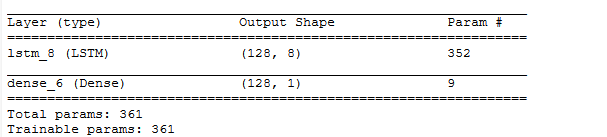 Layer (type) Output Shape Param #
lstm_8 (LSTM) (128, 8) 352
dense_6 (Dense) (128, 1) 9
Total params: 361
Trainable params: 361